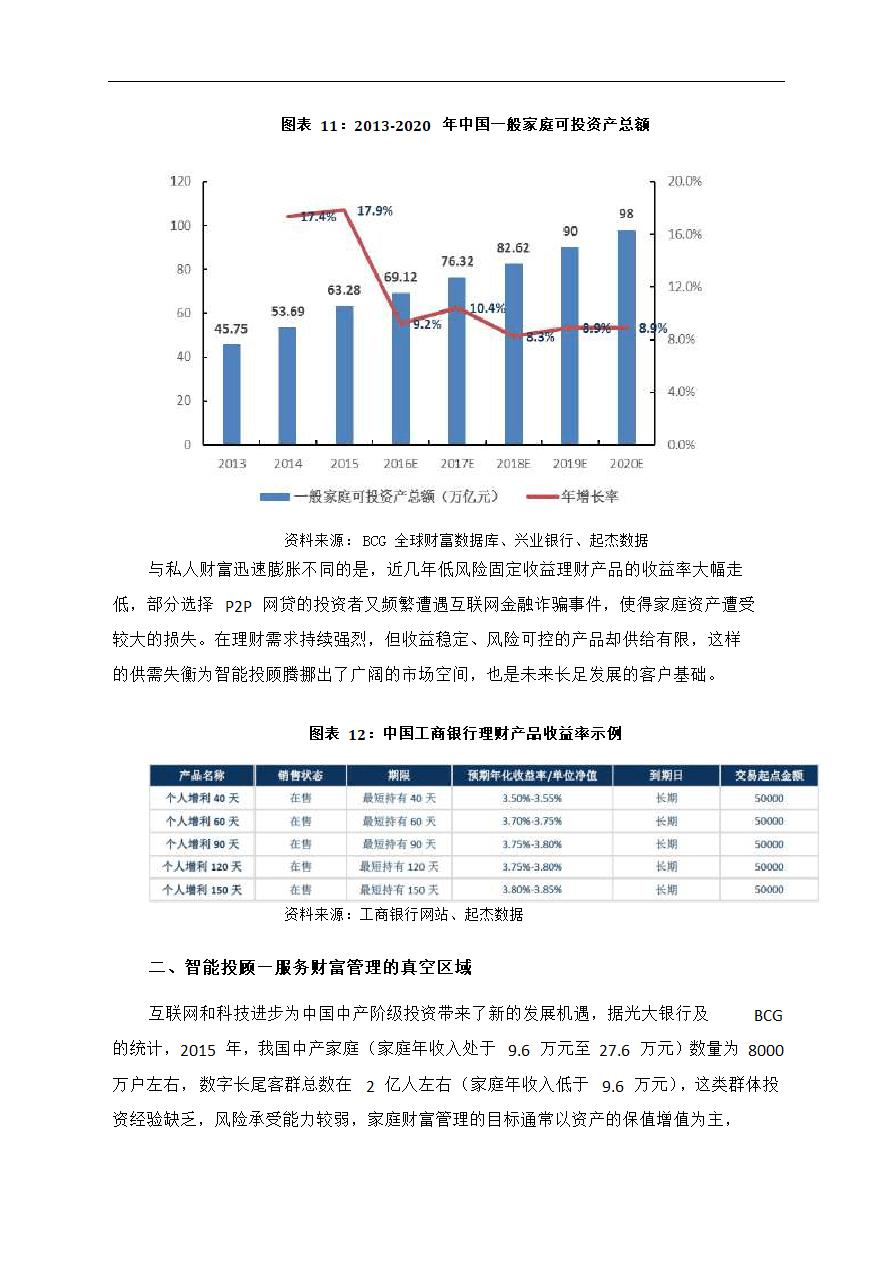 图表 11：2013-2020 年中国一般家庭可投资产总额
120 20.0%
100 16.0%
80 12.0%
60
40 8.0%
20 4.0%
0 0.0%
17.4% 17.9% 9.2% 10.4% 8.3% 8.9% 8.9%
45.75 53.69 63.28 69.12 76.32 82.62 90 98
2013 2014 2015 2016E 2017E 2018E 2019E 2020E
一般家庭可投资产总额（万亿元） 年增长率
资料来源：BCG 全球财富数据库、兴业银行、起杰数据
与私人财富迅速膨胀不同的是，近几年低风险固定收益理财产品的收益率大幅走
低，部分选择 P2P 网贷的投资者又频繁遭遇互联网金融诈骗事件，使得家庭资产遭受
较大的损失。在理财需求持续强烈，但收益稳定、风险可控的产品却供给有限，这样
的供需失衡为智能投顾腾挪出了广阔的市场空间，也是未来长足发展的客户基础。
图表 12：中国工商银行理财产品收益率示例
产品名称 销售状态 期限 预期年化收益率/单位净值 到期日 交易起点金额
个人增利 40 天 在售 最短持有 40 天 3.50%-3.55% 长期 50000
个人增利 60 天 在售 最短持有 60 天 3.70%-3.75% 长期 50000
个人增利 90 天 在售 最短持有 90 天 3.75%-3.80% 长期 50000
个人增利 120 天 在售 最短持有 120 天 3.75%-3.80% 长期 50000
个人增利 150 天 在售 最短持有 150 天 3.80%-3.85% 长期 50000
资料来源：工商银行网站、起杰数据
二、智能投顾—服务财富管理的真空区域
互联网和科技进步为中国中产阶级投资带来了新的发展机遇，据光大银行及 BCG
的统计，2015 年，我国中产家庭（家庭年收入处于 9.6 万元至 27.6 万元）数量为 8000
万户左右，数字长尾客群总数在 2 亿人左右（家庭年收入低于 9.6 万元），这类群体投
资经验缺乏，风险承受能力较弱，家庭财富管理的目标通常以资产的保值增值为主，